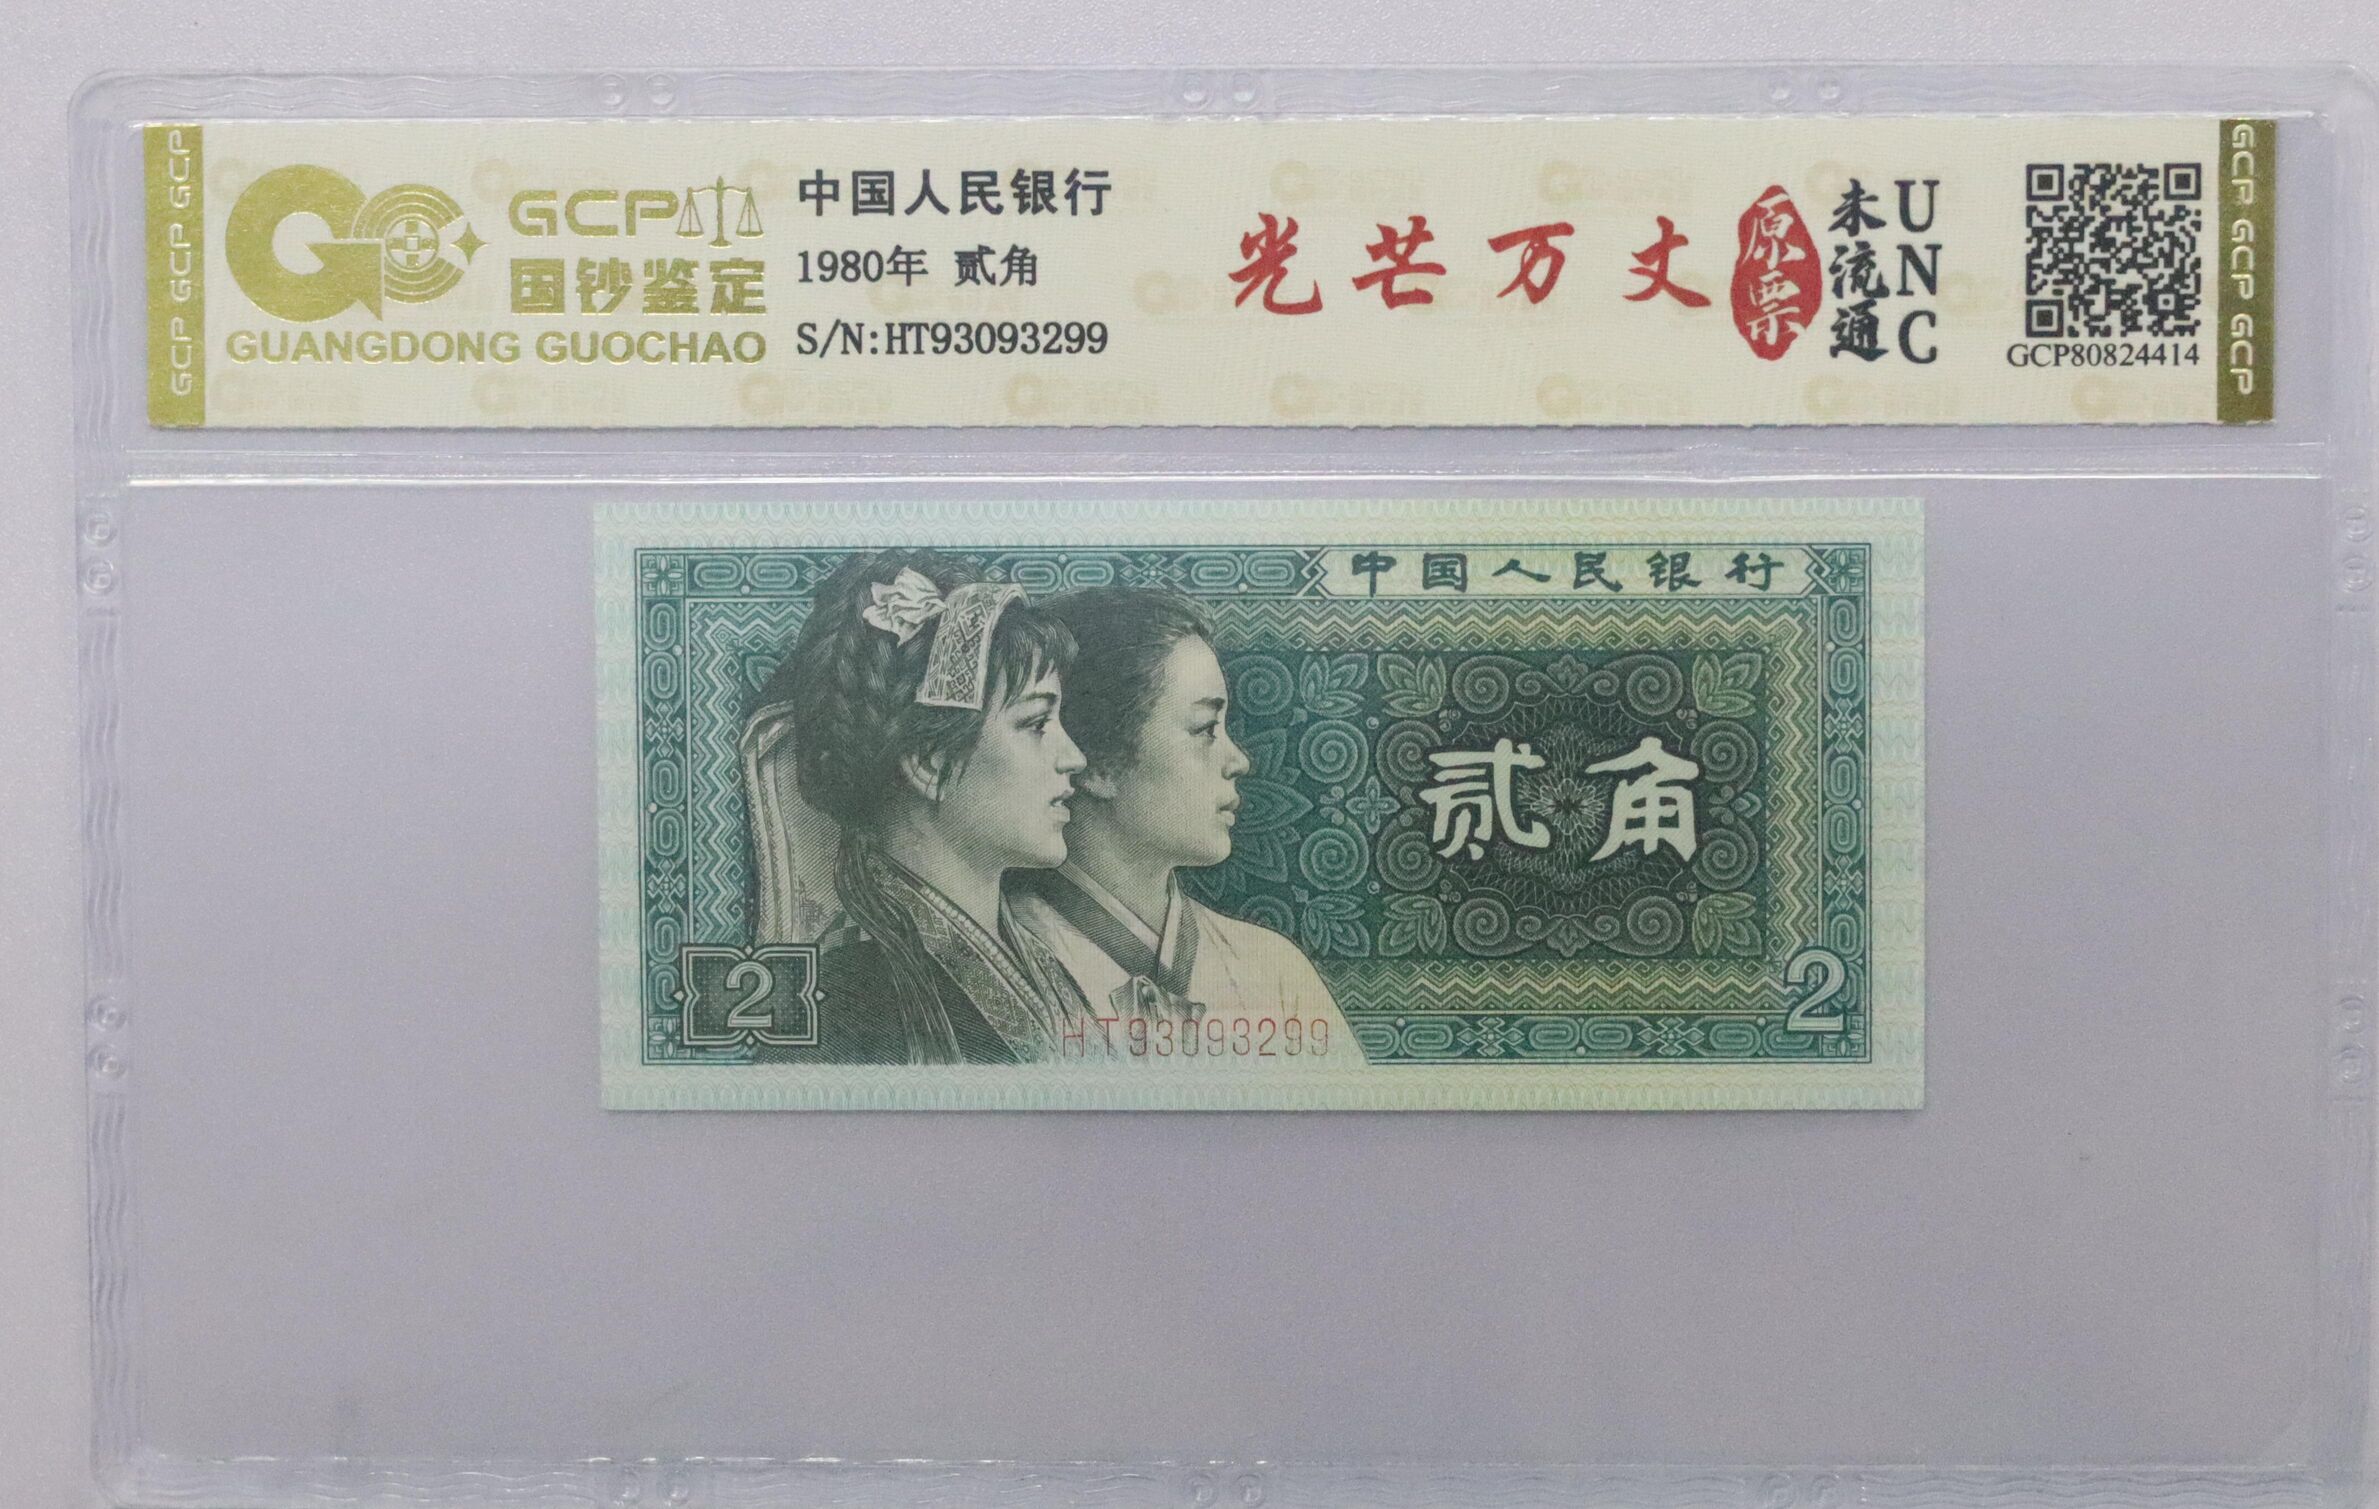 GCP GCP GCP
GCP
国钞鉴定
GUANGDONG GUOCHAO
中国人民银行
1980年 贰角
S/N:HT93093299
光芒万丈
原票
未流通
UNC
GCP80824414
GCP GCP GCP
中国人民银行
贰角
2
2
HT93093299